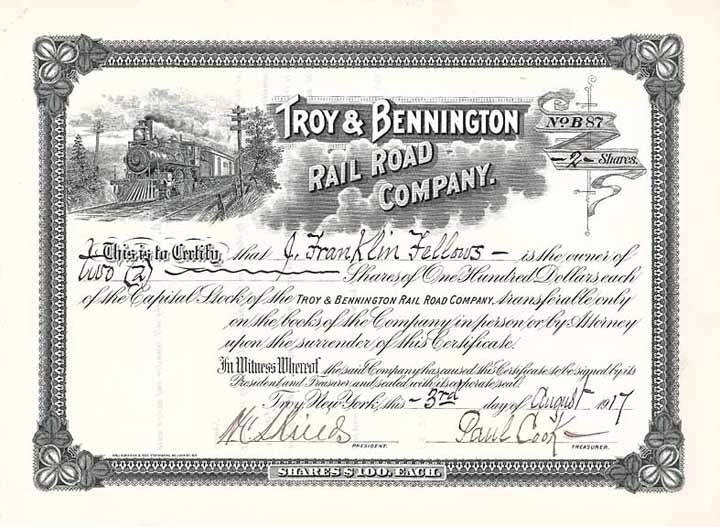 TROY & BENNINGTON
RAIL ROAD
COMPANY.
No B 87
-2- Shares.
This is to Certify that J. Franklin Fellows - is the owner of
two (2) Shares of One Hundred Dollars each
of the Capital Stock of the TROY & BENNINGTON RAIL ROAD COMPANY, transferable only
on the books of the Company in person or by Attorney
upon the surrender of this Certificate.
In Witness Whereof the said Company has caused this Certificate to be signed by its
President and Treasurer and sealed with its corporate seal.
Troy, New York, this -3rd day of August 1917
Paul Cook
PRESIDENT.
TREASURER.
SHARES $100. EACH.